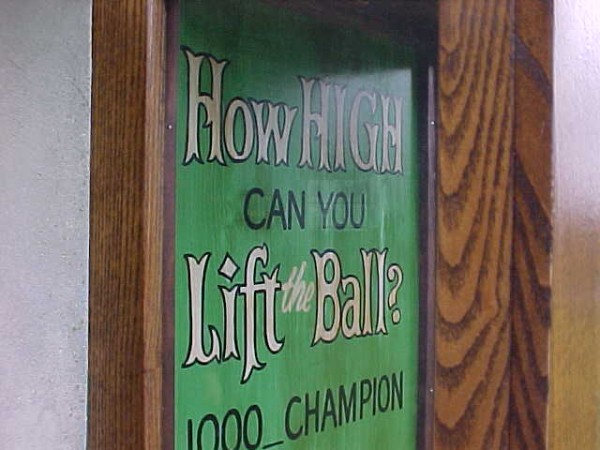 How HIGH
CAN YOU
Lift the Ball?
1000_CHAMPION